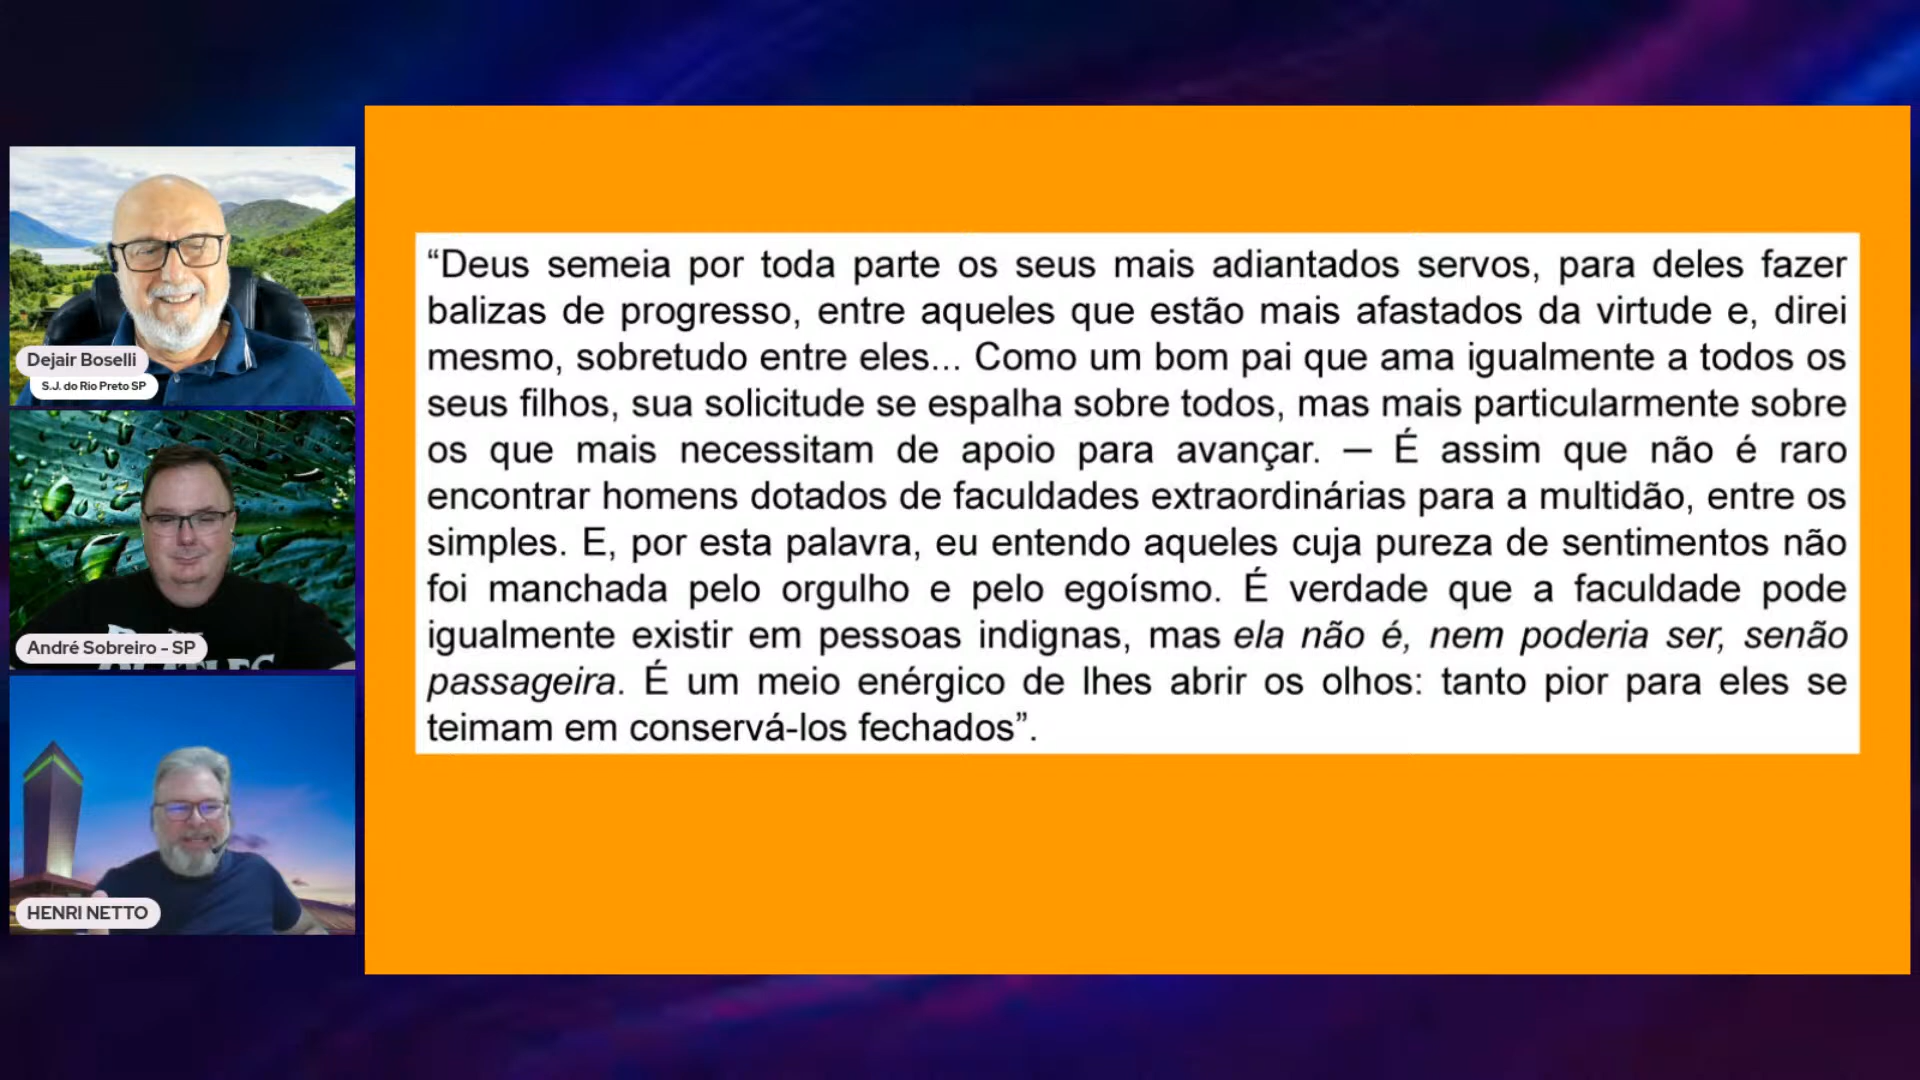 Dejair Boselli
S.J. do Rio Preto SP
André Sobreiro - SP
HENRI NETTO
“Deus semeia por toda parte os seus mais adiantados servos, para deles fazer
balizas de progresso, entre aqueles que estão mais afastados da virtude e, direi
mesmo, sobretudo entre eles... Como um bom pai que ama igualmente a todos os
seus filhos, sua solicitude se espalha sobre todos, mas mais particularmente sobre
os que mais necessitam de apoio para avançar. — É assim que não é raro
encontrar homens dotados de faculdades extraordinárias para a multidão, entre os
simples. E, por esta palavra, eu entendo aqueles cuja pureza de sentimentos não
foi manchada pelo orgulho e pelo egoísmo. É verdade que a faculdade pode
igualmente existir em pessoas indignas, mas ela não é, nem poderia ser, senão
passageira. É um meio enérgico de lhes abrir os olhos: tanto pior para eles se
teimam em conservá-los fechados”.